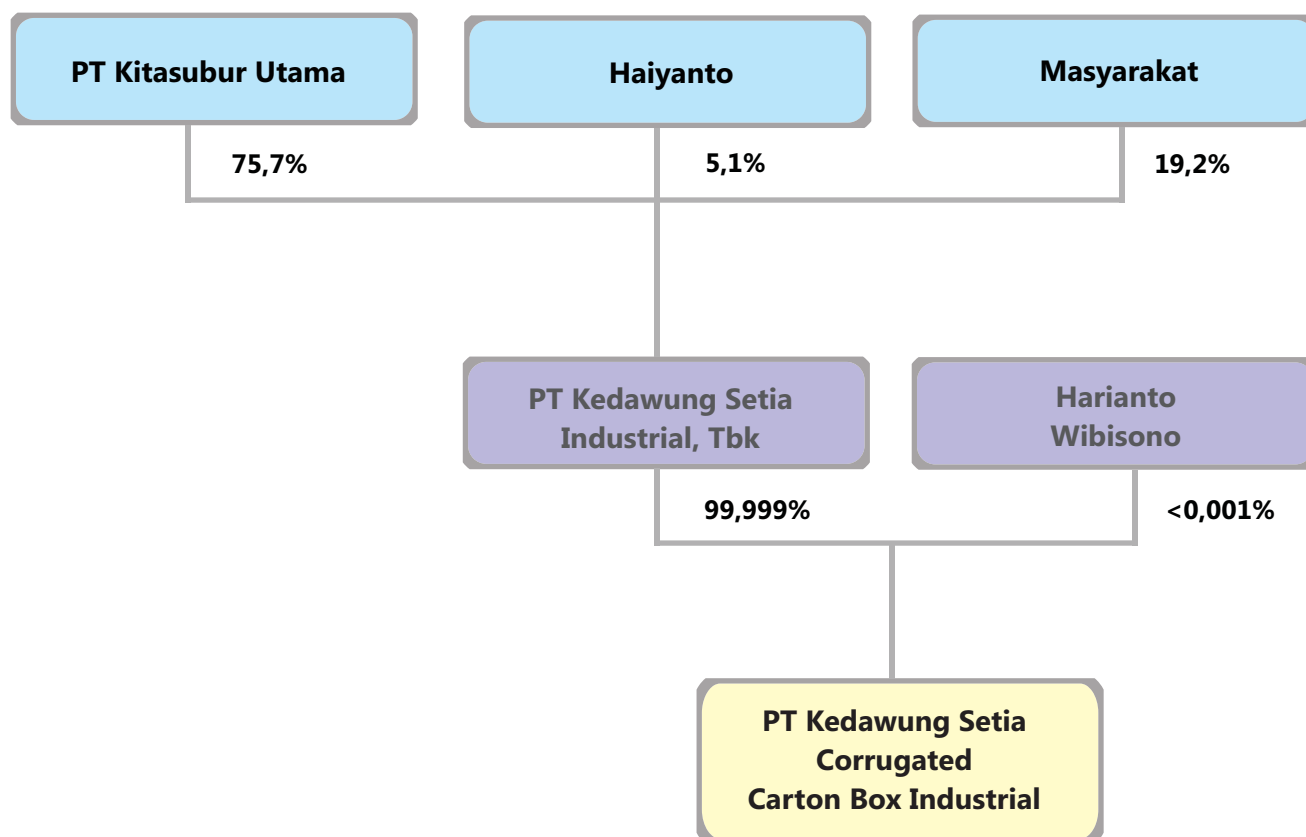 PT Kitasubur Utama
Haiyanto
Masyarakat
75,7%
5,1%
19,2%
PT Kedawung Setia
Industrial, Tbk
Harianto
Wibisono
99,999%
<0,001%
PT Kedawung Setia
Corrugated
Carton Box Industrial